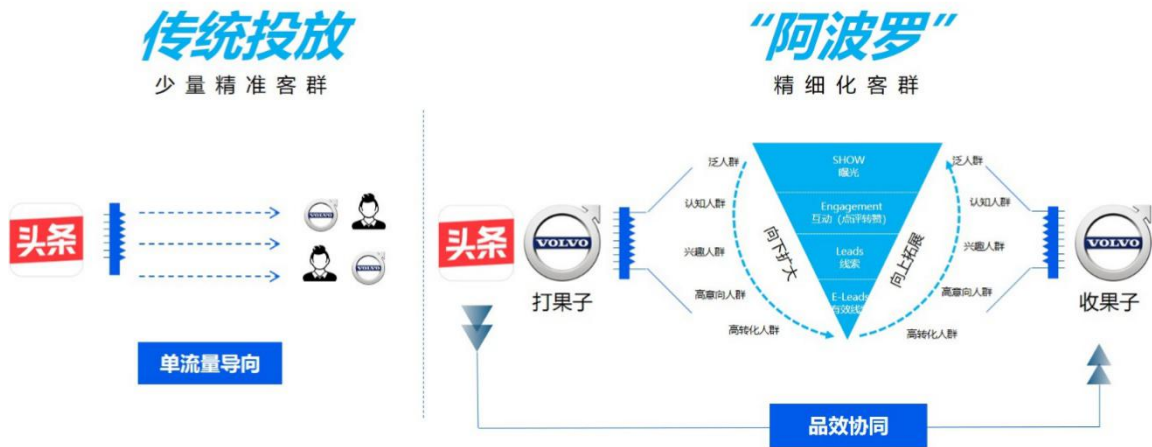 传统投放
少量精准客群
头条
VOLVO
VOLVO
单流量导向
“阿波罗”
精细化客群
头条
VOLVO
打果子
泛人群
认知人群
兴趣人群
高意向人群
高转化人群
向下扩大
SHOW
曝光
Engagement
互动（点评转赞）
Leads
线索
E-Leads
有效线索
向上拓展
泛人群
认知人群
兴趣人群
高意向人群
高转化人群
VOLVO
收果子
品效协同